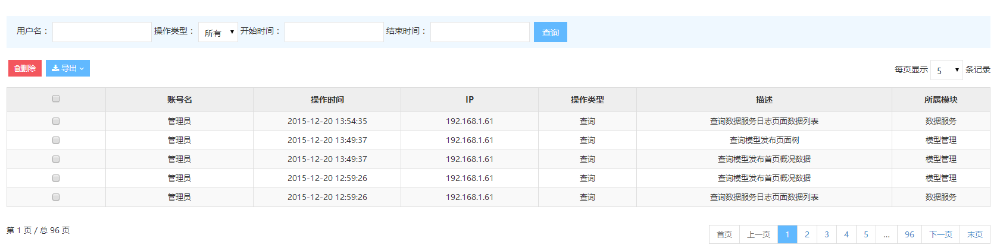 用户名： 操作类型： 所有 开始时间： 结束时间： 查询
删除 导出 每页显示 5 条记录
账号名 操作时间 IP 操作类型 描述 所属模块
管理员 2015-12-20 13:54:35 192.168.1.61 查询 查询数据服务日志页面数据列表 数据服务
管理员 2015-12-20 13:49:37 192.168.1.61 查询 查询模型发布页面树 模型管理
管理员 2015-12-20 13:49:37 192.168.1.61 查询 查询模型发布首页概况数据 模型管理
管理员 2015-12-20 12:59:26 192.168.1.61 查询 查询模型发布首页概况数据 模型管理
管理员 2015-12-20 12:59:26 192.168.1.61 查询 查询数据服务日志页面数据列表 数据服务
第 1 页 / 总 96 页 首页 上一页 1 2 3 4 5 ... 96 下一页 末页